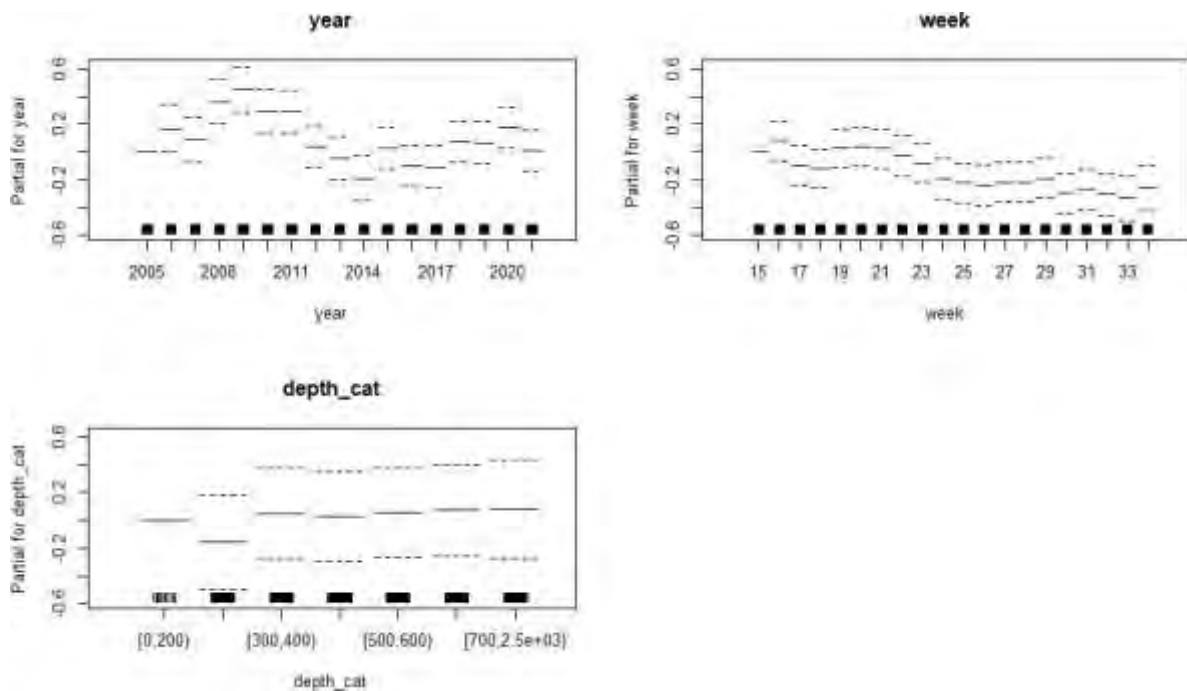 year
0.6
0.2
-0.2
-0.6
Partial for year
2005 2008 2011 2014 2017 2020
year
week
0.6
0.2
-0.2
-0.6
Partial for week
15 17 19 21 23 25 27 29 31 33
week
depth_cat
0.6
0.2
-0.2
-0.6
Partial for depth_cat
[0,200) [300,400) [500,600) [700,2.5e+03)
depth_cat